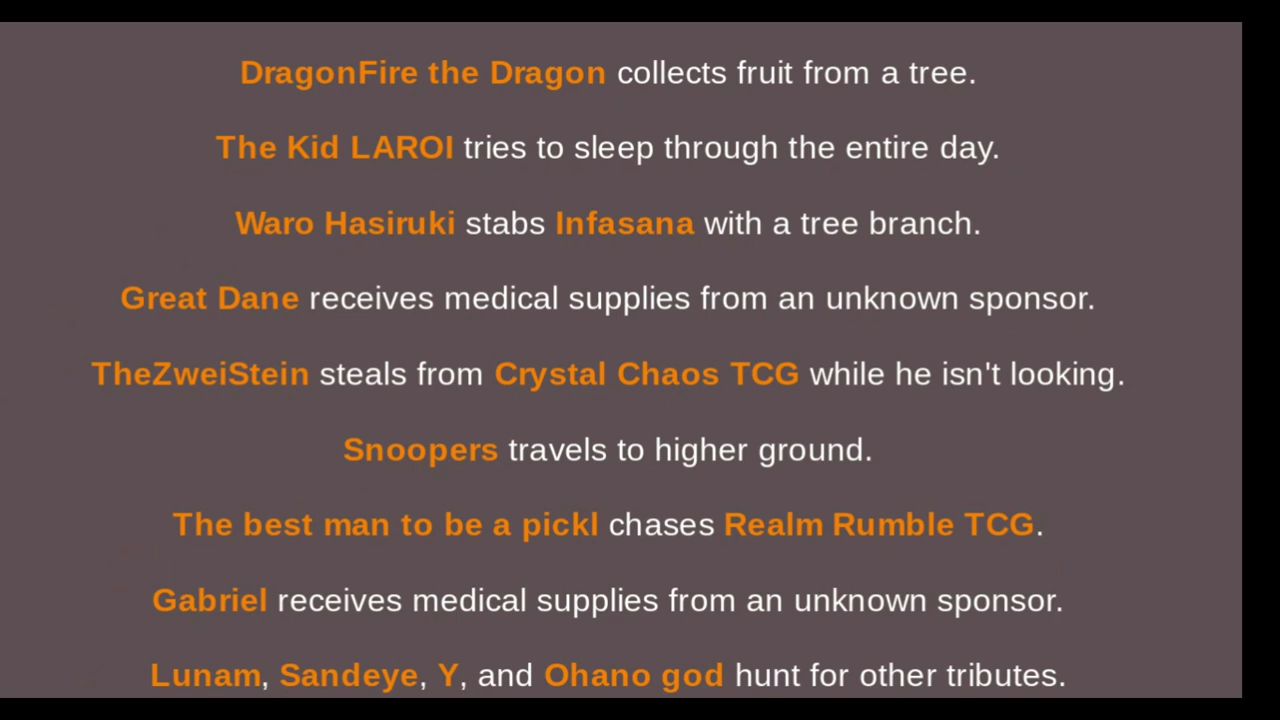 DragonFire the Dragon collects fruit from a tree.
The Kid LAROI tries to sleep through the entire day.
Waro Hasiruki stabs Infasana with a tree branch.
Great Dane receives medical supplies from an unknown sponsor.
TheZweiStein steals from Crystal Chaos TCG while he isn't looking.
Snoopers travels to higher ground.
The best man to be a pickl chases Realm Rumble TCG.
Gabriel receives medical supplies from an unknown sponsor.
Lunam, Sandeye, Y, and Ohano god hunt for other tributes.